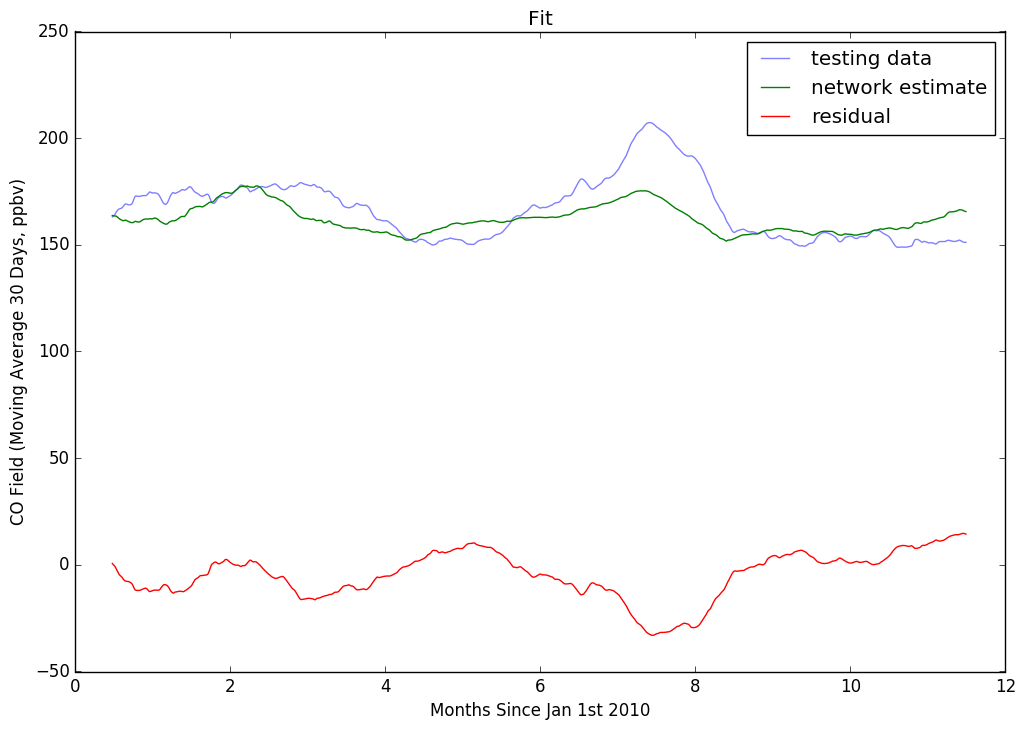 Fit
250
200
150
100
50
0
−50
CO Field (Moving Average 30 Days, ppbv)
testing data
network estimate
residual
0 2 4 6 8 10 12
Months Since Jan 1st 2010